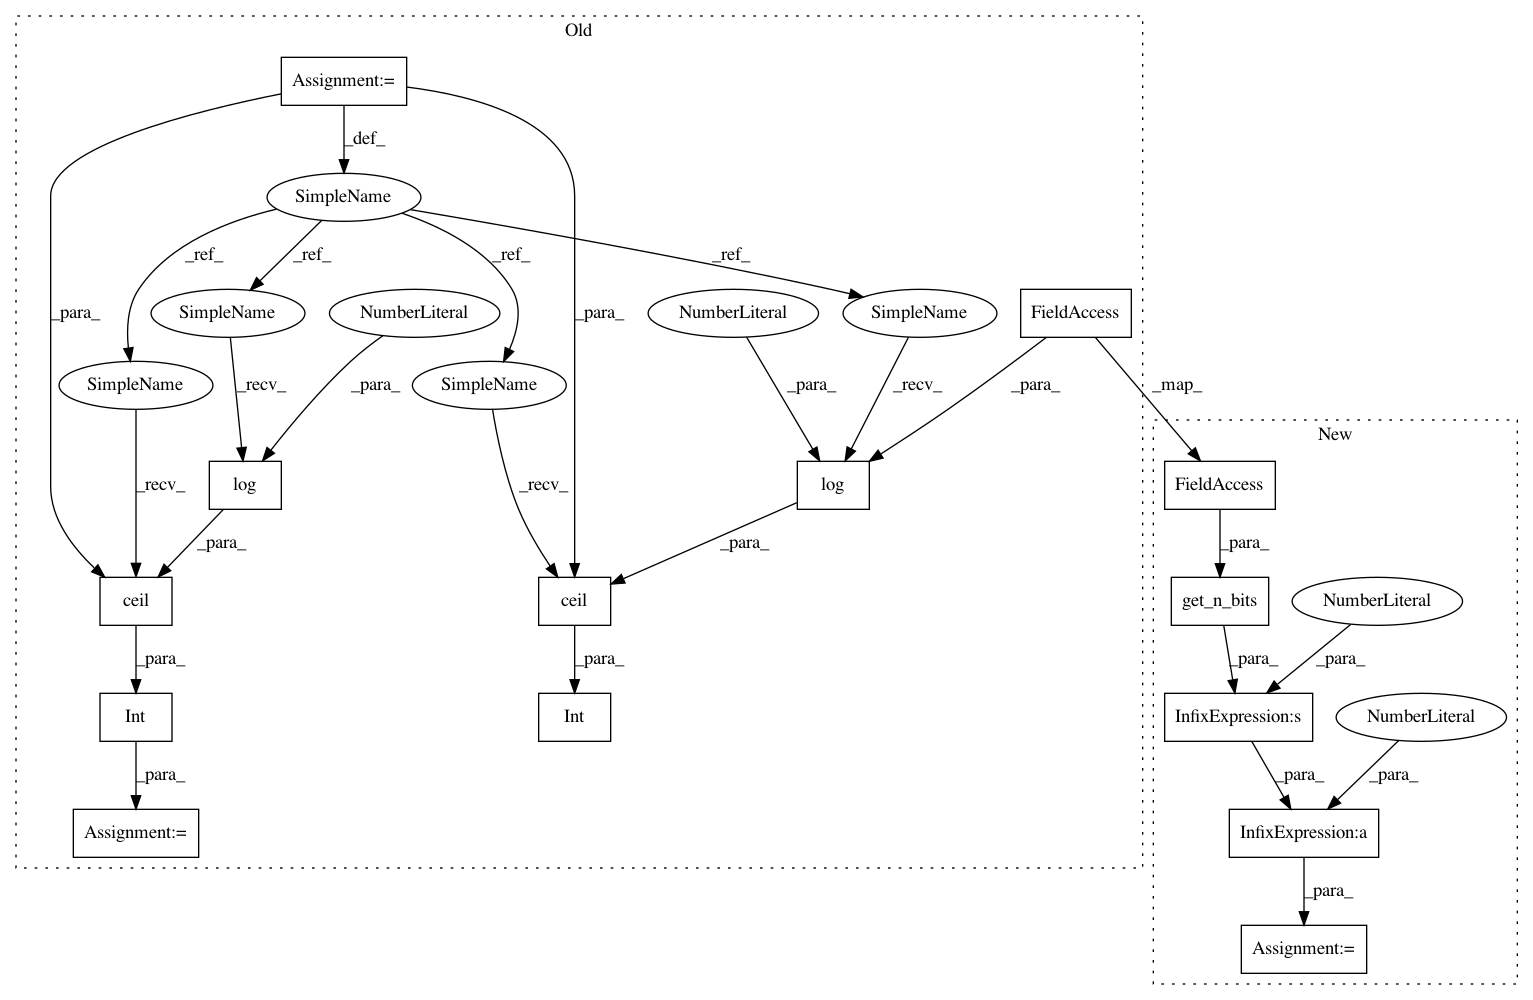 Old
Assignment:=
_def_
SimpleName
_ref_
_ref_
_ref_
_ref_
_para_
SimpleName
NumberLiteral
_para_
NumberLiteral
SimpleName
FieldAccess
SimpleName
_recv_
_para_
SimpleName
_para_
_recv_
_para_
_map_
New
_recv_
log
_recv_
log
FieldAccess
_para_
_para_
_para_
ceil
ceil
get_n_bits
NumberLiteral
_para_
_para_
_para_
_para_
Int
Int
InfixExpression:s
NumberLiteral
_para_
_para_
_para_
Assignment:=
InfixExpression:a
_para_
Assignment:=